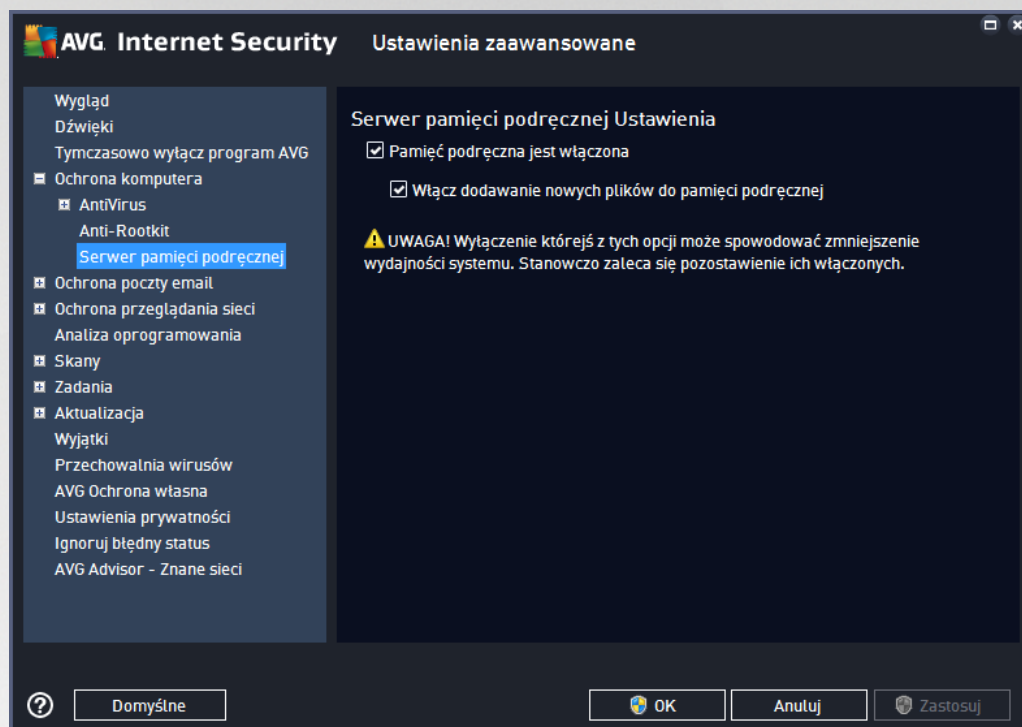 AVG. Internet Security
Ustawienia zaawansowane
Wygląd
Dźwięki
Tymczasowo wyłącz program AVG
Ochrona komputera
AntiVirus
Anti-Rootkit
Serwer pamięci podręcznej
Ochrona poczty email
Ochrona przeglądania sieci
Analiza oprogramowania
Skany
Zadania
Aktualizacja
Wyjątki
Przechowalnia wirusów
AVG Ochrona własna
Ustawienia prywatności
Ignoruj błędny status
AVG Advisor - Znane sieci
Serwer pamięci podręcznej Ustawienia
Pamięć podręczna jest włączona
Włącz dodawanie nowych plików do pamięci podręcznej
UWAGA! Wyłączenie którejś z tych opcji może spowodować zmniejszenie
wydajności systemu. Stanowczo zaleca się pozostawienie ich włączonych.
Domyślne
OK
Anuluj
Zastosuj